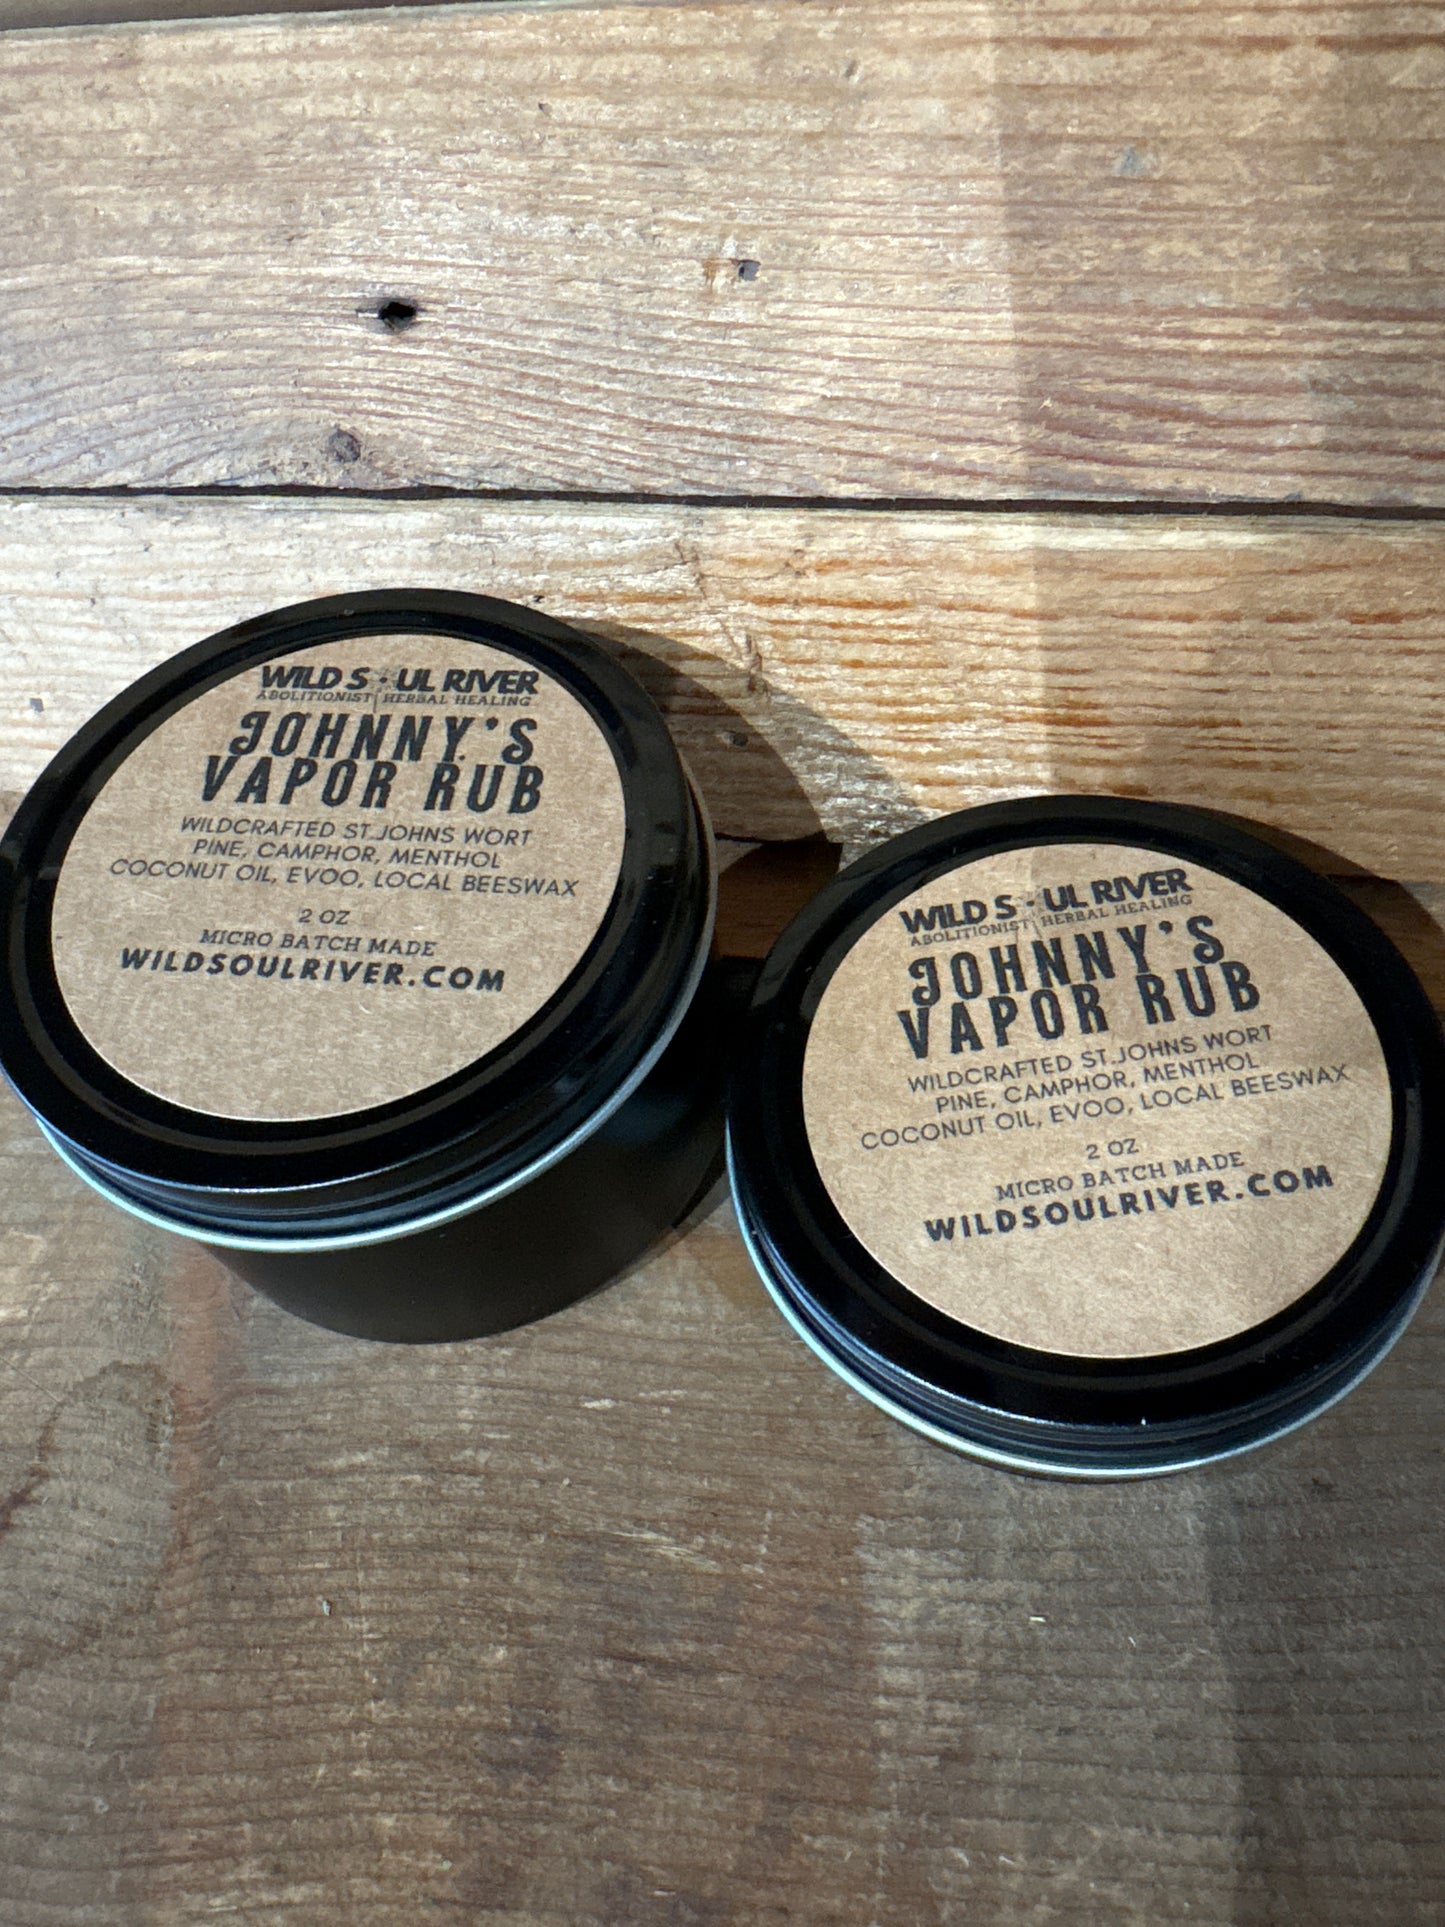 WILD S·UL RIVER
ABOLITIONIST HERBAL HEALING
JOHNNY'S
VAPOR RUB
WILDCRAFTED ST.JOHNS WORT
PINE, CAMPHOR, MENTHOL
COCONUT OIL, EVOO, LOCAL BEESWAX
2 OZ
MICRO BATCH MADE
WILDSOULRIVER.COM
WILD S·UL RIVER
ABOLITIONIST HERBAL HEALING
JOHNNY'S
VAPOR RUB
WILDCRAFTED ST.JOHNS WORT
PINE, CAMPHOR, MENTHOL
COCONUT OIL, EVOO, LOCAL BEESWAX
2 OZ
MICRO BATCH MADE
WILDSOULRIVER.COM